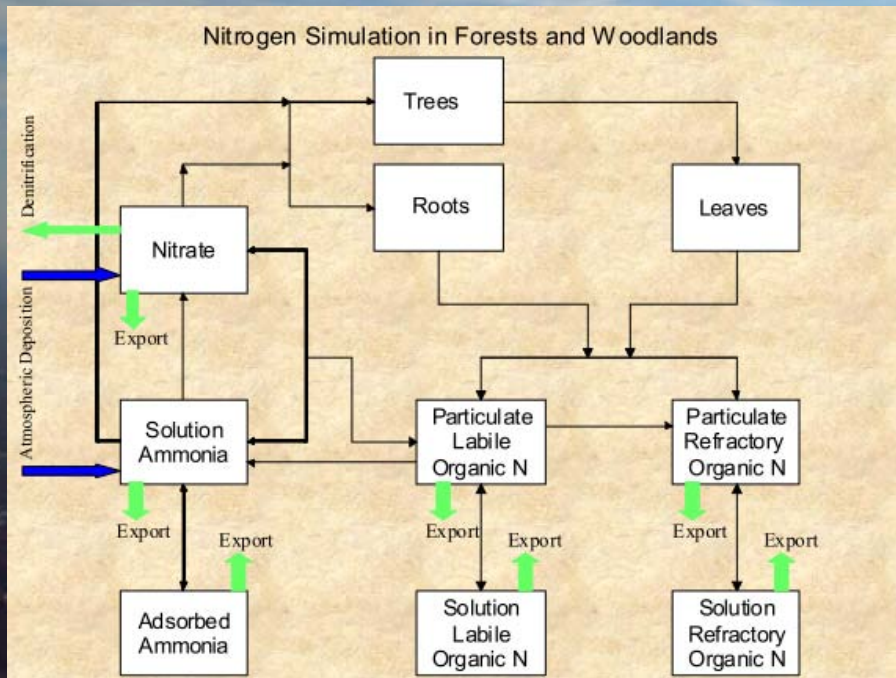 Nitrogen Simulation in Forests and Woodlands
Trees
Denitrification
Roots
Leaves
Nitrate
Export
Atmospheric Deposition
Solution
Ammonia
Particulate
Labile
Organic N
Particulate
Refractory
Organic N
Export
Export
Export
Export
Export
Export
Adsorbed
Ammonia
Solution
Labile
Organic N
Solution
Refractory
Organic N